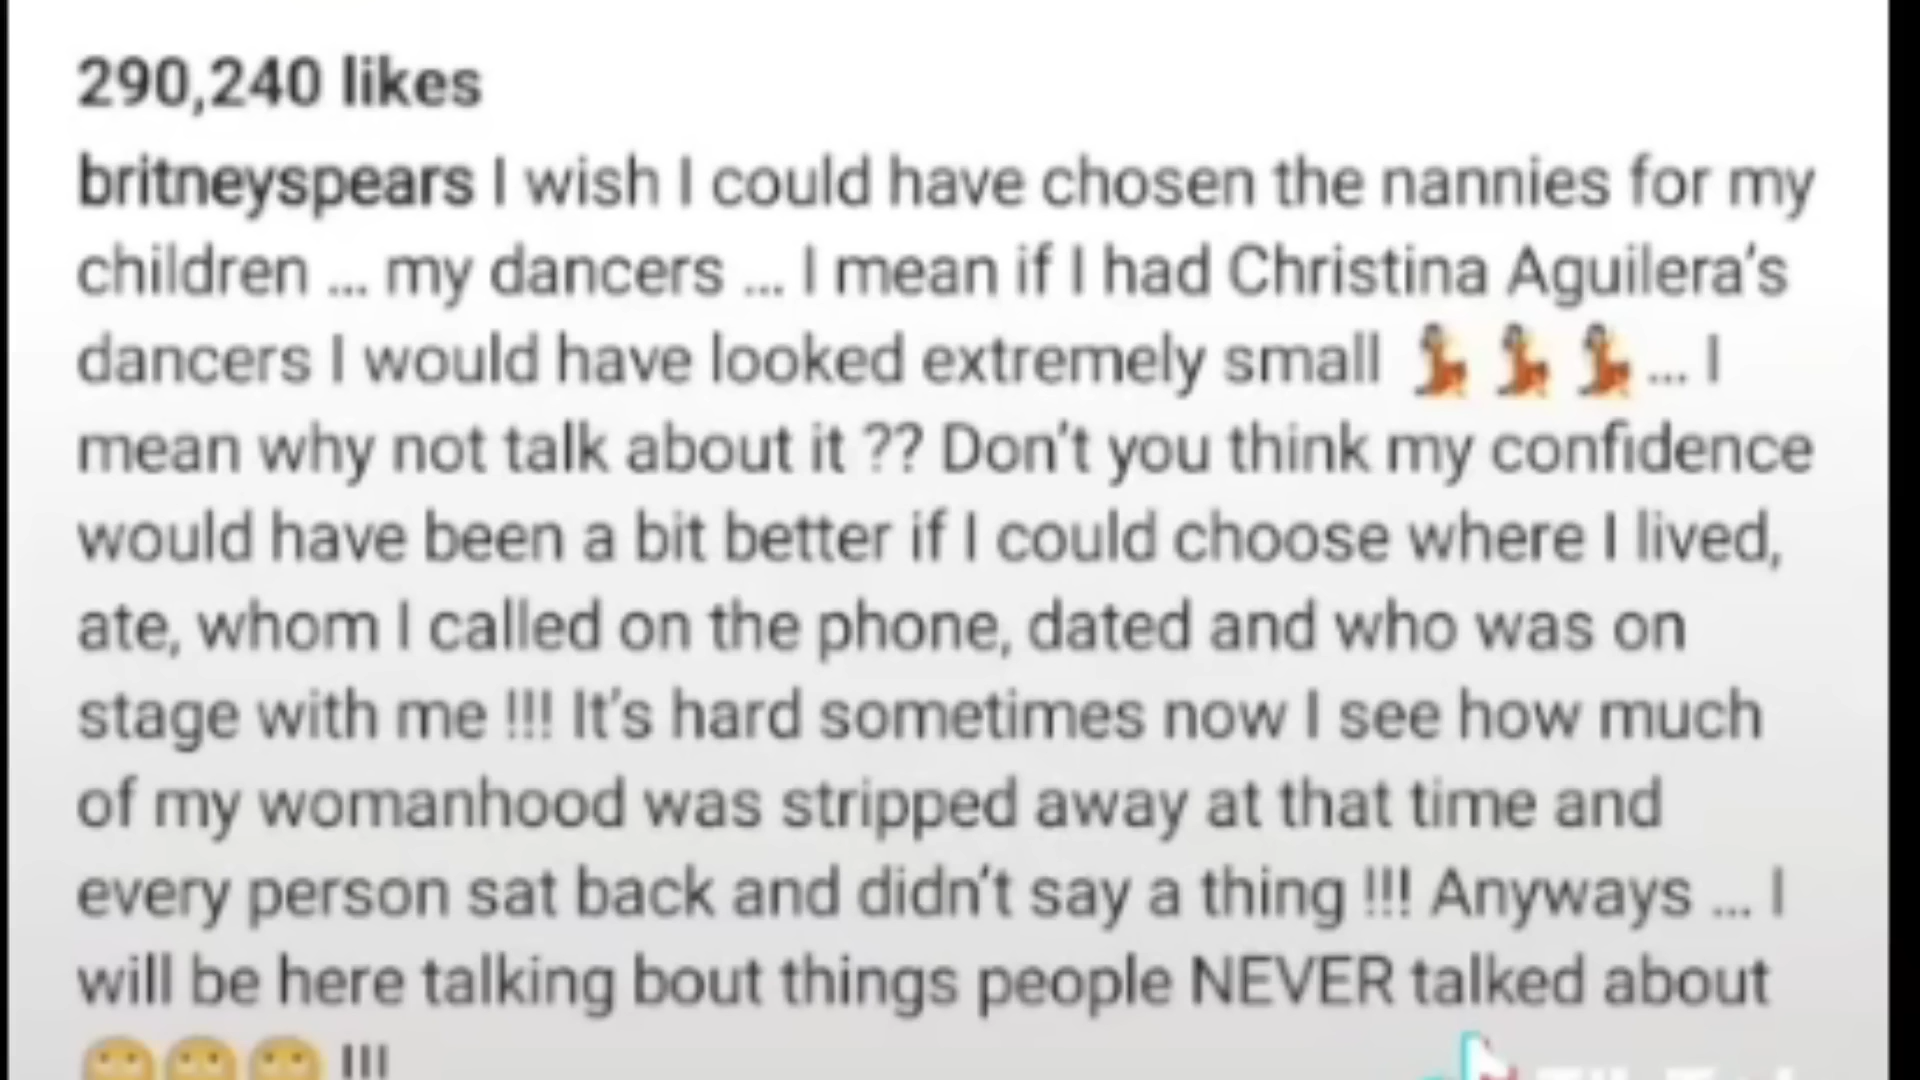 290,240 likes
britneyspears I wish I could have chosen the nannies for my
children ... my dancers ... I mean if I had Christina Aguilera's
dancers I would have looked extremely small 💃💃💃... I
mean why not talk about it ?? Don't you think my confidence
would have been a bit better if I could choose where I lived,
ate, whom I called on the phone, dated and who was on
stage with me !!! It's hard sometimes now I see how much
of my womanhood was stripped away at that time and
every person sat back and didn't say a thing !!! Anyways ... I
will be here talking bout things people NEVER talked about
!!!